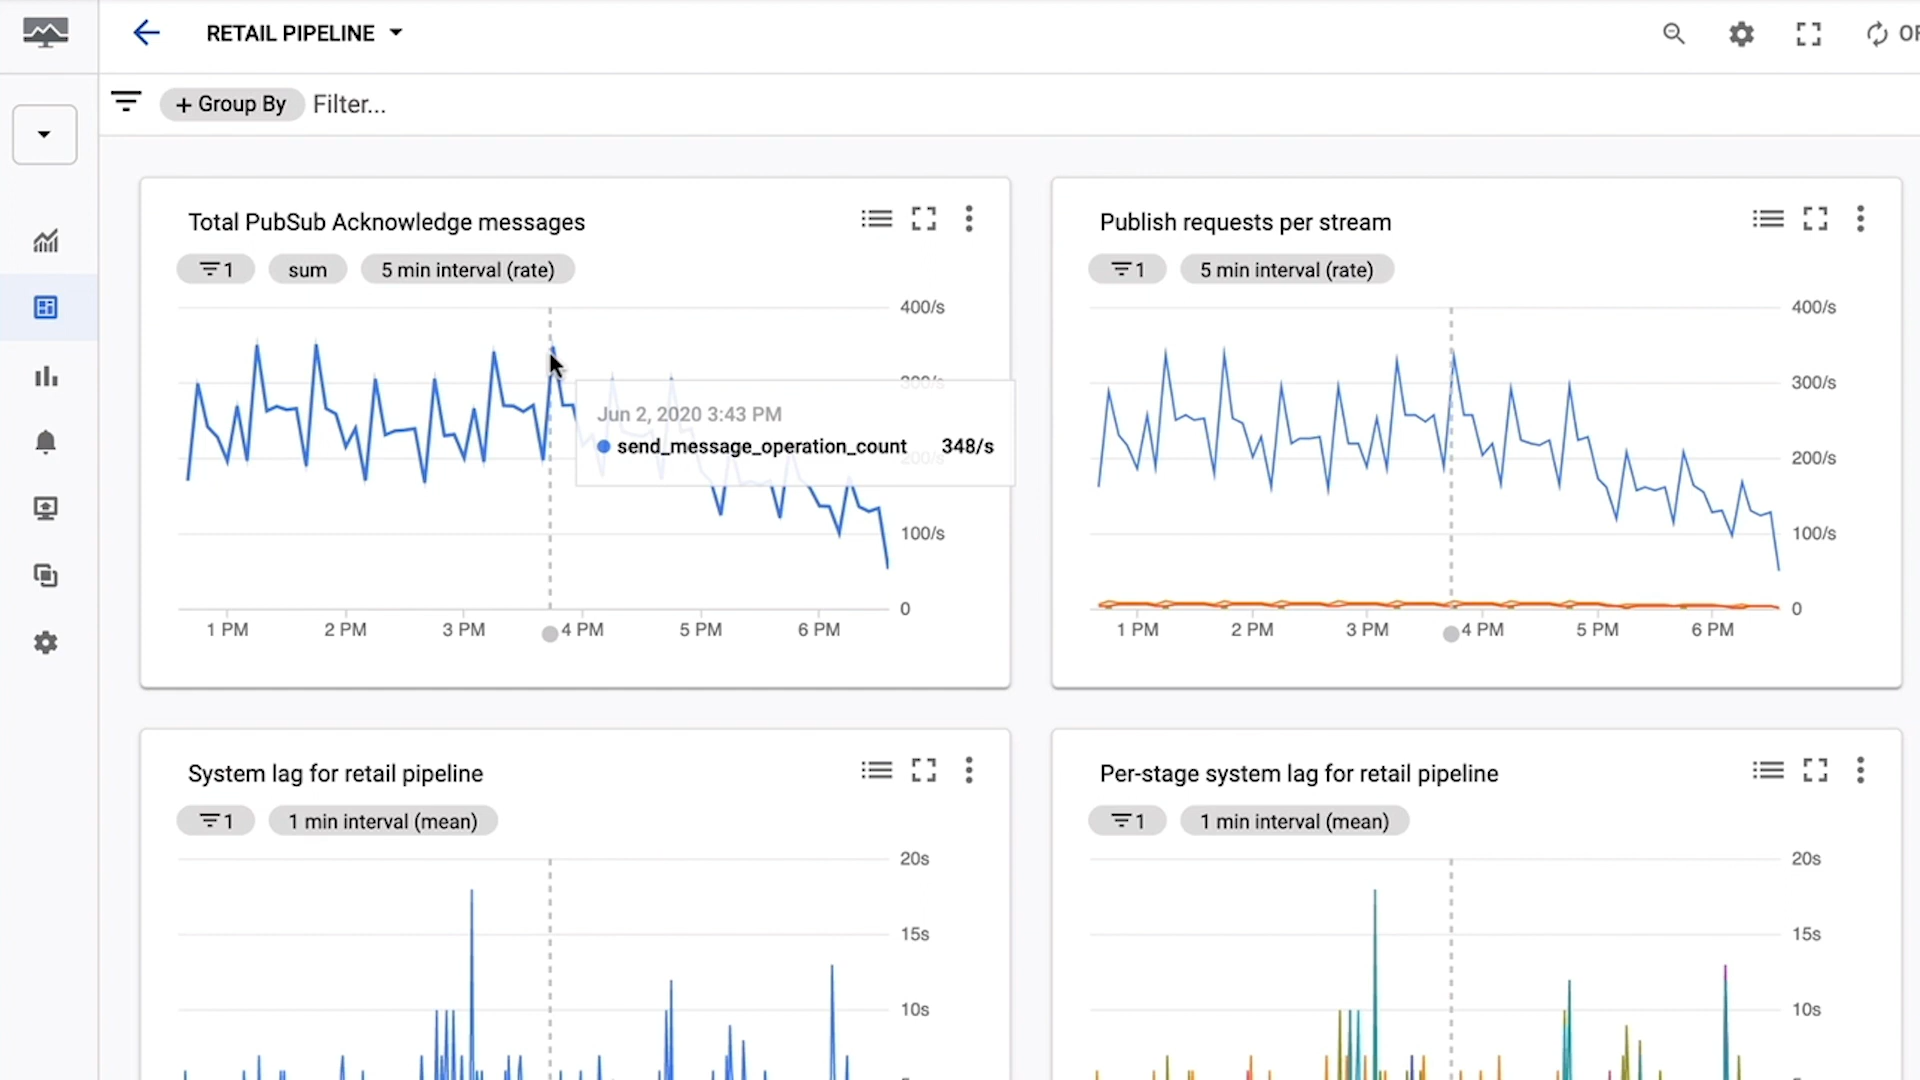 RETAIL PIPELINE
+ Group By Filter...
Total PubSub Acknowledge messages
1 sum 5 min interval (rate)
400/s
300/s
200/s
100/s
0
Jun 2, 2020 3:43 PM
send_message_operation_count 348/s
1 PM 2 PM 3 PM 4 PM 5 PM 6 PM
Publish requests per stream
1 5 min interval (rate)
400/s
300/s
200/s
100/s
0
1 PM 2 PM 3 PM 4 PM 5 PM 6 PM
System lag for retail pipeline
1 1 min interval (mean)
20s
15s
10s
Per-stage system lag for retail pipeline
1 1 min interval (mean)
20s
15s
10s